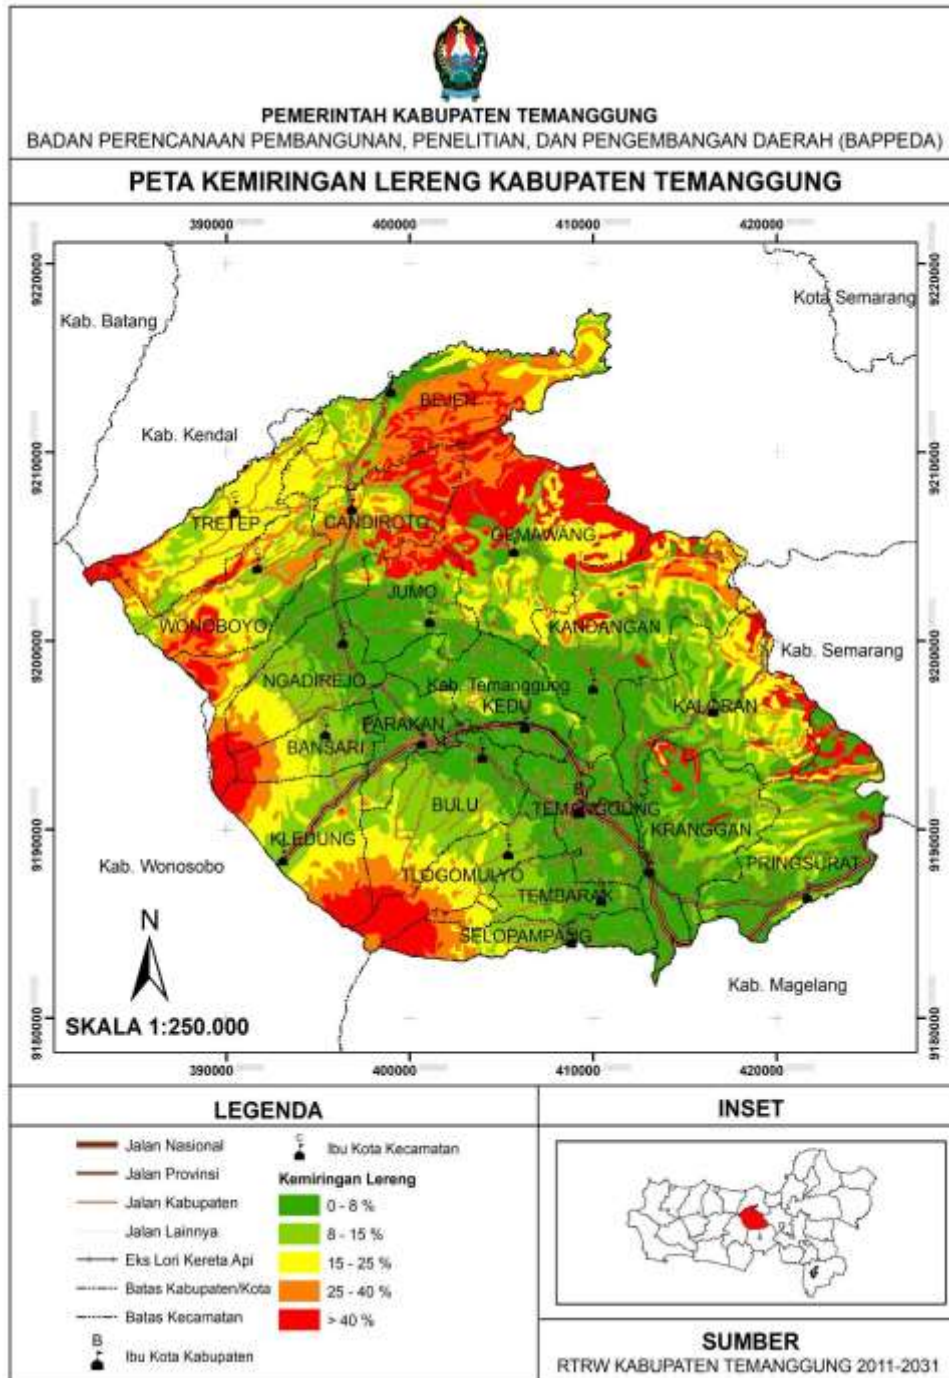 PEMERINTAH KABUPATEN TEMANGGUNG
BADAN PERENCANAAN PEMBANGUNAN, PENELITIAN, DAN PENGEMBANGAN DAERAH (BAPPEDA)
PETA KEMIRINGAN LERENG KABUPATEN TEMANGGUNG
390000 400000 410000 420000
9220000 9220000
Kota Semarang
Kab. Batang
BEJEN
Kab. Kendal
9210000 9210000
TRETEP CANDIROTO
GEMAWANG
JUMO
WONOBOYO KANDANGAN
9200000 9200000
Kab. Semarang
NGADIREJO Kab. Temanggung
KEDU KALORAN
PARAKAN
BANSARI
BULU TEMANGGUNG
KLEDUNG KRANGGAN
9190000 9190000
Kab. Wonosobo TLOGOMULYO PRINGSURAT
TEMBARAK
SELOPAMPANG
N
Kab. Magelang
SKALA 1:250.000
9180000 9180000
390000 400000 410000 420000
LEGENDA
Jalan Nasional
Jalan Provinsi
Jalan Kabupaten
Jalan Lainnya
Eks Lori Kereta Api
Batas Kabupaten/Kota
Batas Kecamatan
B
Ibu Kota Kabupaten
C
Ibu Kota Kecamatan
Kemiringan Lereng
0 - 8 %
8 - 15 %
15 - 25 %
25 - 40 %
> 40 %
INSET
SUMBER
RTRW KABUPATEN TEMANGGUNG 2011-2031